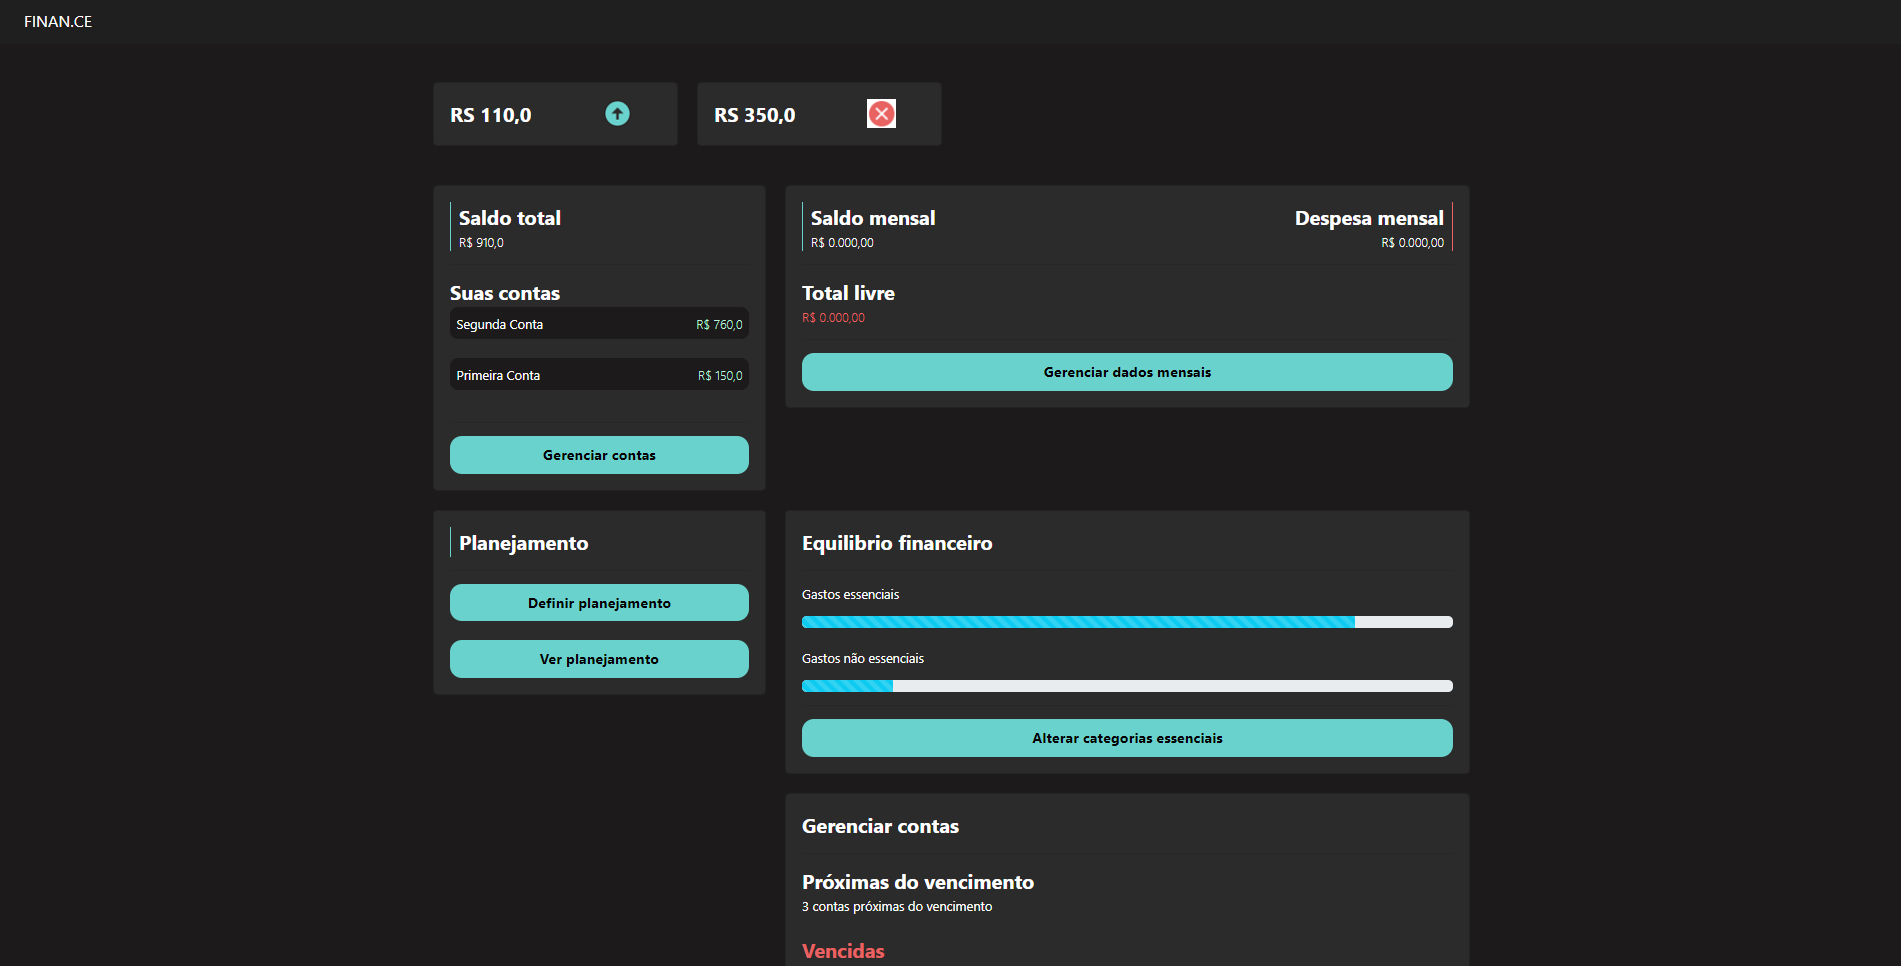 FINAN.CE
RS 110,0
RS 350,0
Saldo total
R$ 910,0
Suas contas
Segunda Conta R$ 760,0
Primeira Conta R$ 150,0
Gerenciar contas
Saldo mensal Despesa mensal
R$ 0.000,00 R$ 0.000,00
Total livre
R$ 0.000,00
Gerenciar dados mensais
Planejamento
Definir planejamento
Ver planejamento
Equilibrio financeiro
Gastos essenciais
Gastos não essenciais
Alterar categorias essenciais
Gerenciar contas
Próximas do vencimento
3 contas próximas do vencimento
Vencidas